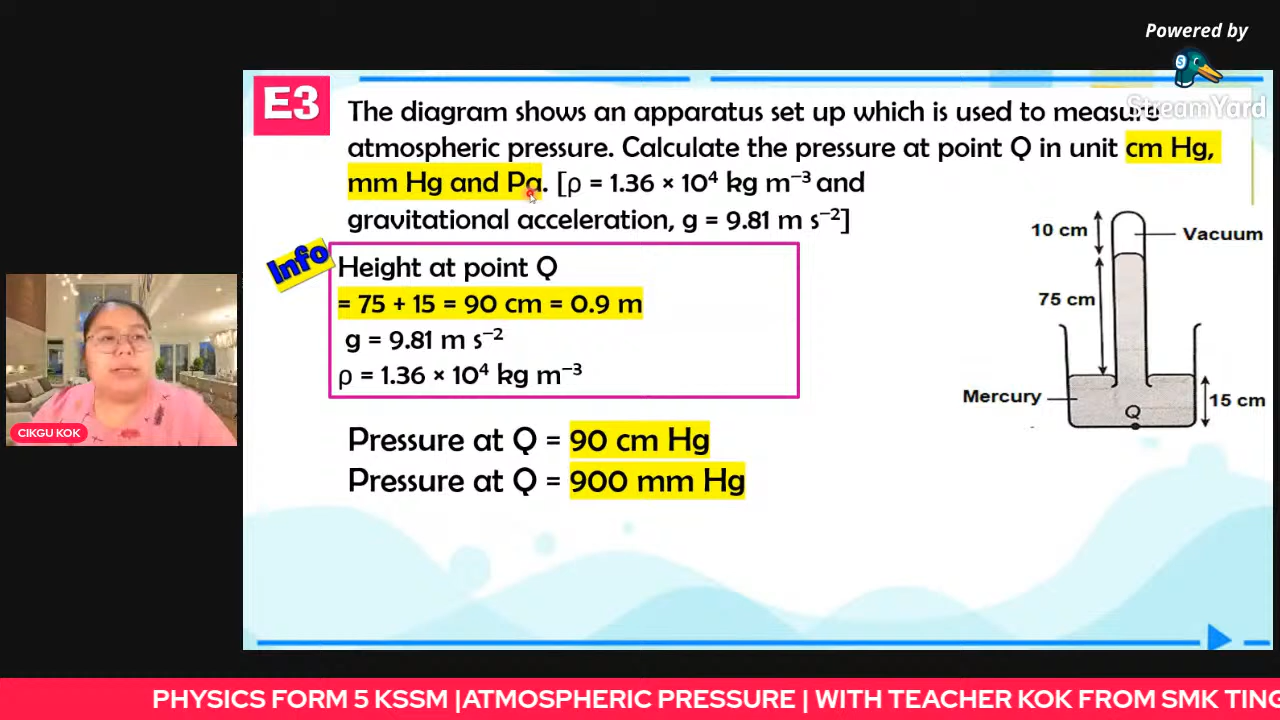 Powered by
StreamYard
E3
The diagram shows an apparatus set up which is used to measure
atmospheric pressure. Calculate the pressure at point Q in unit cm Hg,
mm Hg and Pa. [ρ = 1.36 × 10⁴ kg m⁻³ and
gravitational acceleration, g = 9.81 m s⁻²]
Info
Height at point Q
= 75 + 15 = 90 cm = 0.9 m
g = 9.81 m s⁻²
ρ = 1.36 × 10⁴ kg m⁻³
10 cm
Vacuum
75 cm
Mercury
Q
15 cm
Pressure at Q = 90 cm Hg
Pressure at Q = 900 mm Hg
CIKGU KOK
PHYSICS FORM 5 KSSM |ATMOSPHERIC PRESSURE | WITH TEACHER KOK FROM SMK TING